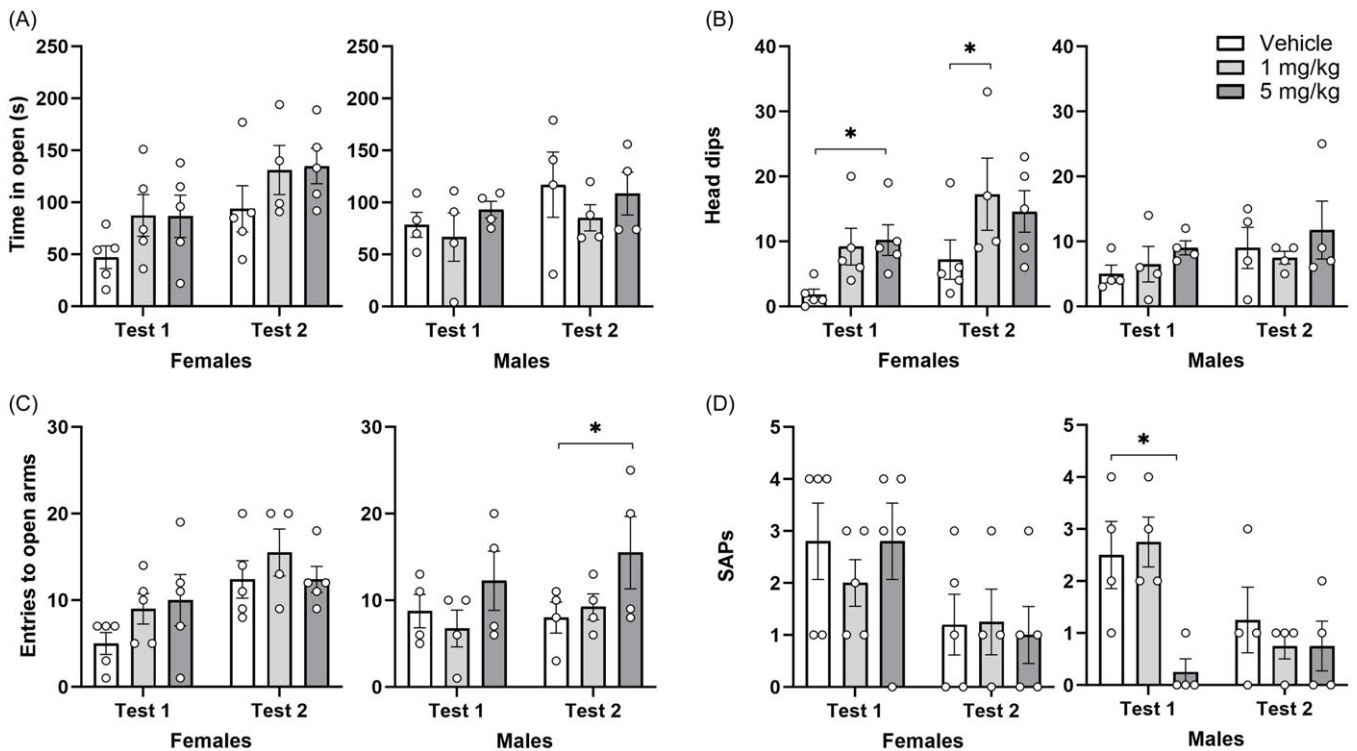 (A)
Time in open (s)
250
200
150
100
50
0
Test 1
Test 2
Females
250
200
150
100
50
0
Test 1
Test 2
Males
(B)
Head dips
40
30
20
10
0
*
*
Test 1
Test 2
Females
40
30
20
10
0
Test 1
Test 2
Males
Vehicle
1 mg/kg
5 mg/kg
(C)
Entries to open arms
30
20
10
0
Test 1
Test 2
Females
30
20
10
0
*
Test 1
Test 2
Males
(D)
SAPs
5
4
3
2
1
0
Test 1
Test 2
Females
5
4
3
2
1
0
*
Test 1
Test 2
Males